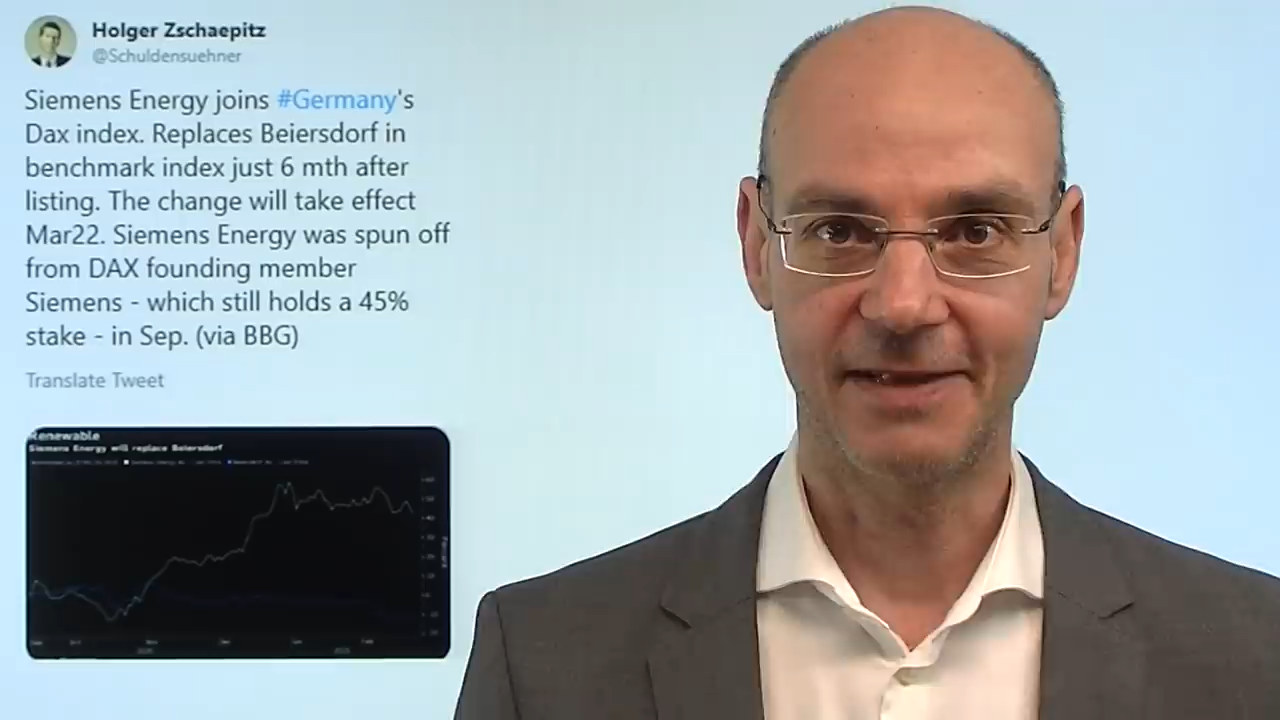 Holger Zschaepitz
@Schuldensuehner
Siemens Energy joins #Germany's
Dax index. Replaces Beiersdorf in
benchmark index just 6 mth after
listing. The change will take effect
Mar22. Siemens Energy was spun off
from DAX founding member
Siemens - which still holds a 45%
stake - in Sep. (via BBG)
Translate Tweet
Renewable
Siemens Energy will replace Beiersdorf